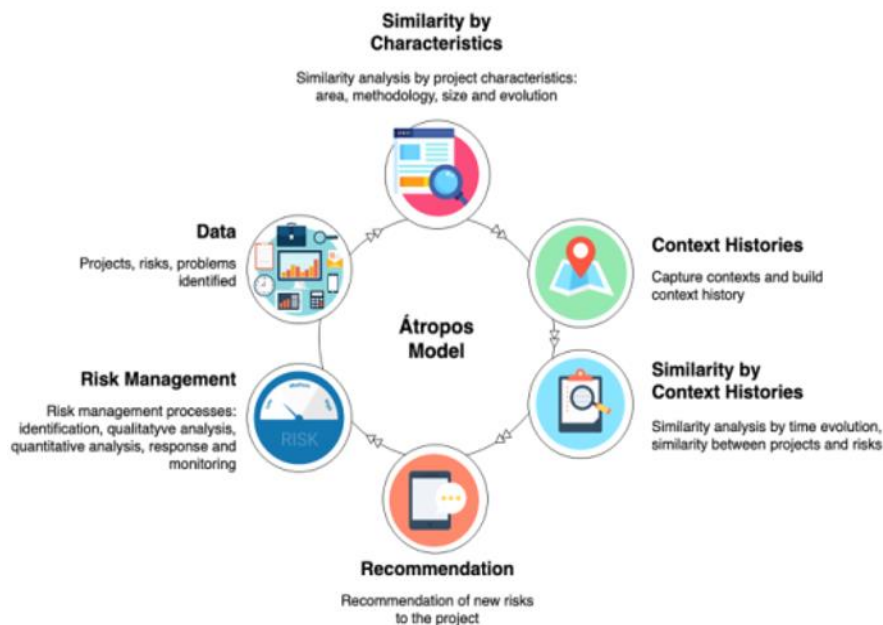 Similarity by
Characteristics
Similarity analysis by project characteristics:
area, methodology, size and evolution
Data
Projects, risks, problems
identified
Context Histories
Capture contexts and build
context history
Átropos
Model
Risk Management
Risk management processes:
identification, qualitatyve analysis,
quantitative analysis, response and
monitoring
RISK
Similarity by
Context Histories
Similarity analysis by time evolution,
similarity between projects and risks
Recommendation
Recommendation of new risks
to the project